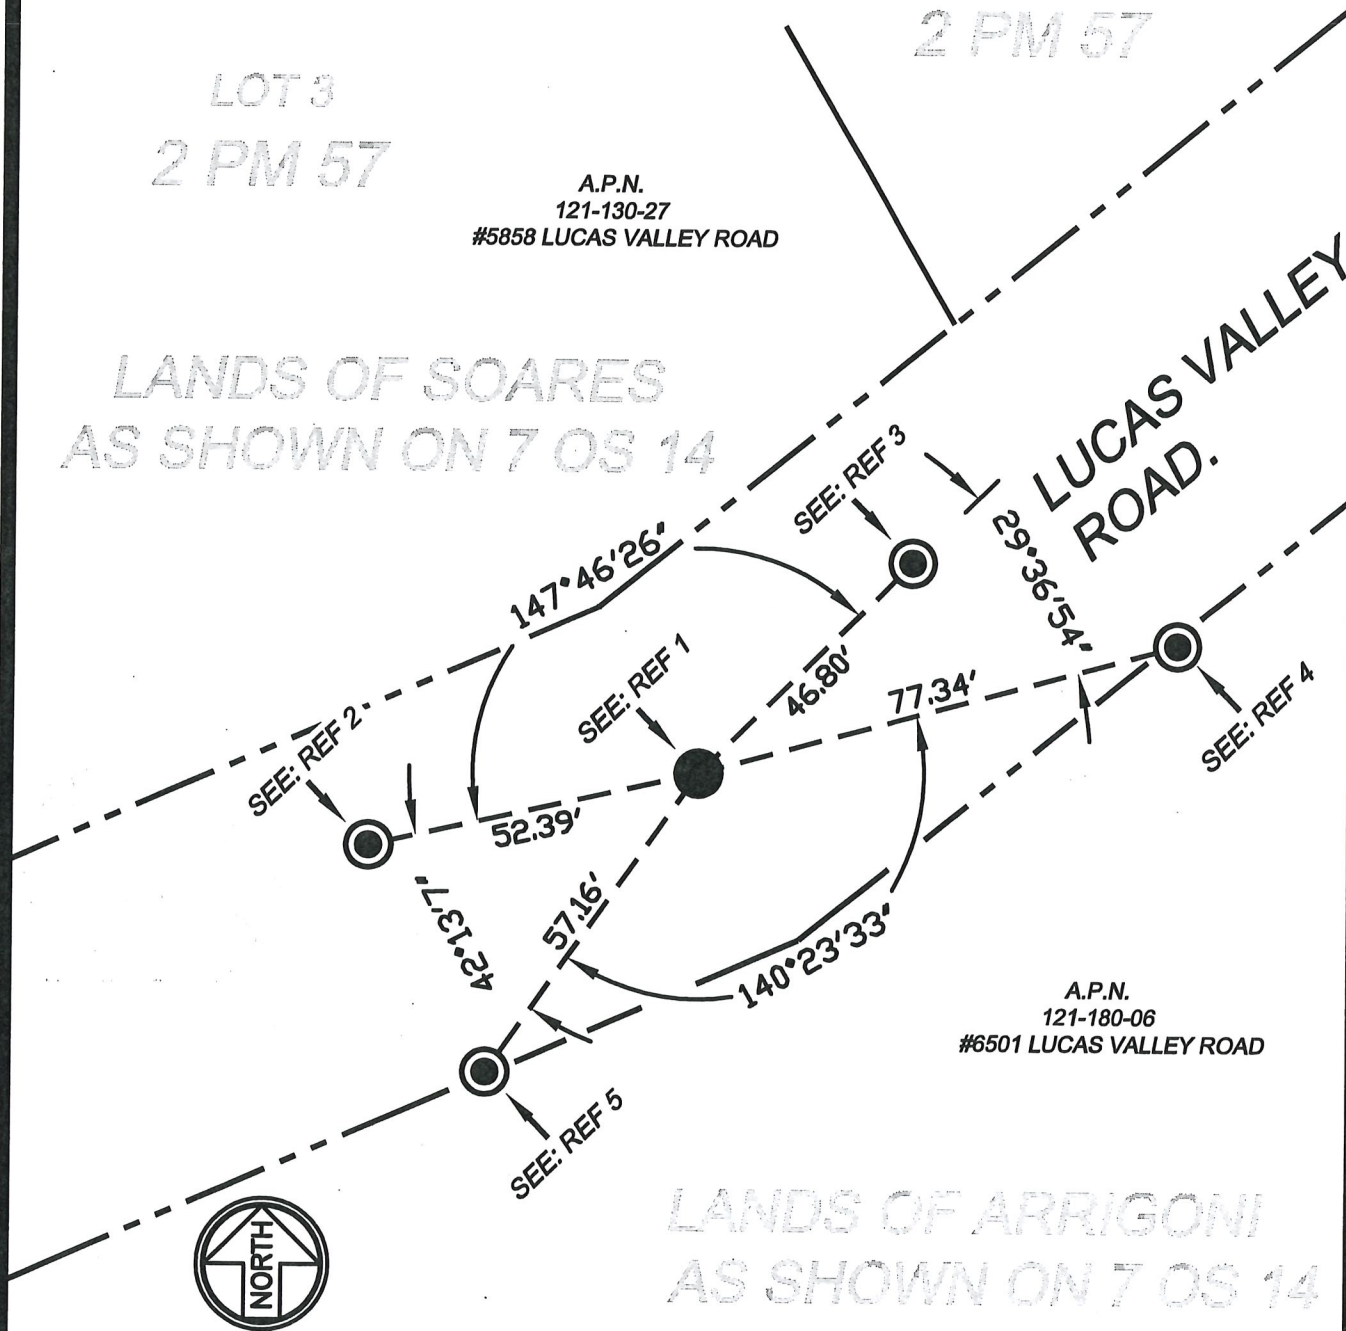 2 PM 57
LOT 3
2 PM 57
A.P.N.
121-130-27
#5858 LUCAS VALLEY ROAD
LUCAS VALLEY
ROAD.
LANDS OF SOARES
AS SHOWN ON 7 OS 14
SEE: REF 3
29°36'54"
147°46'26"
SEE: REF 1
46.80'
77.34'
SEE: REF 4
SEE: REF 2
52.39'
42°13'7"
57.16'
140°23'33"
A.P.N.
121-180-06
#6501 LUCAS VALLEY ROAD
SEE: REF 5
LANDS OF ARRIGONI
AS SHOWN ON 7 OS 14
NORTH